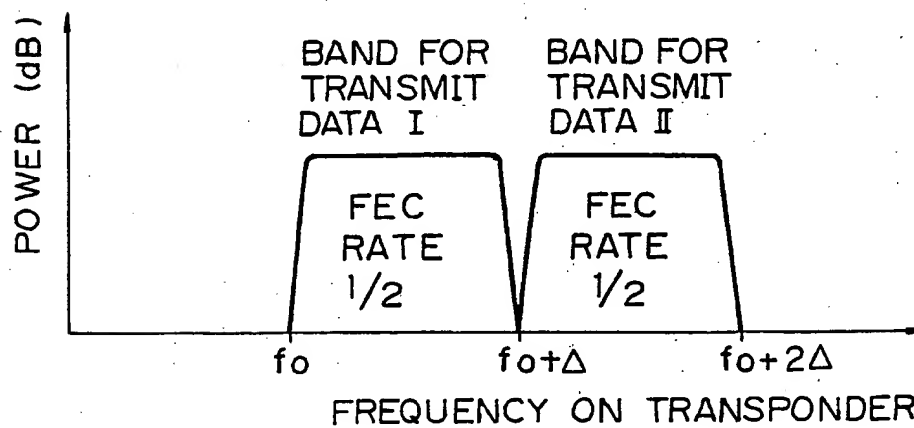 POWER (dB)
BAND FOR
TRANSMIT
DATA I
BAND FOR
TRANSMIT
DATA II
FEC
RATE
1/2
FEC
RATE
1/2
fo
fo+Δ
fo+2Δ
FREQUENCY ON TRANSPONDER